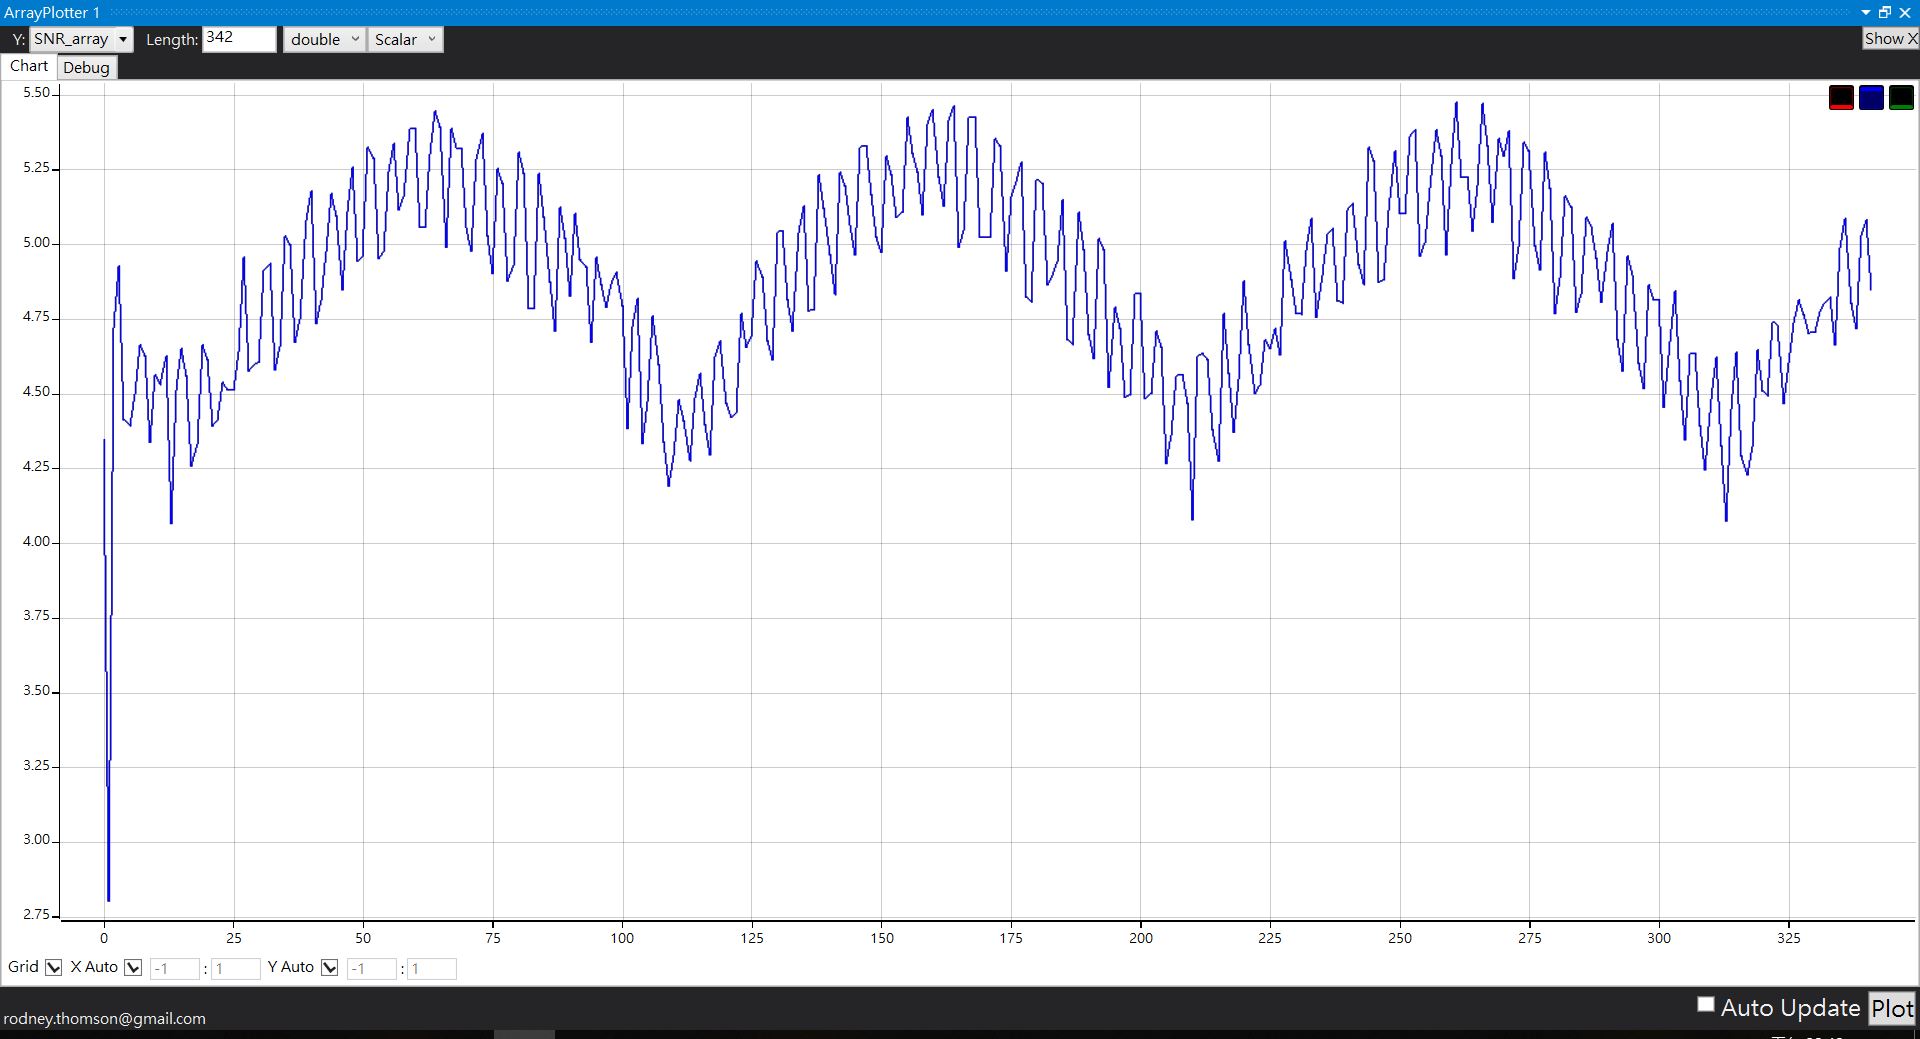 ArrayPlotter 1
Y: SNR_array Length: 342 double Scalar Show X
Chart Debug
5.50
5.25
5.00
4.75
4.50
4.25
4.00
3.75
3.50
3.25
3.00
2.75
0 25 50 75 100 125 150 175 200 225 250 275 300 325
Grid X Auto -1 : 1 Y Auto -1 : 1
Auto Update Plot
rodney.thomson@gmail.com